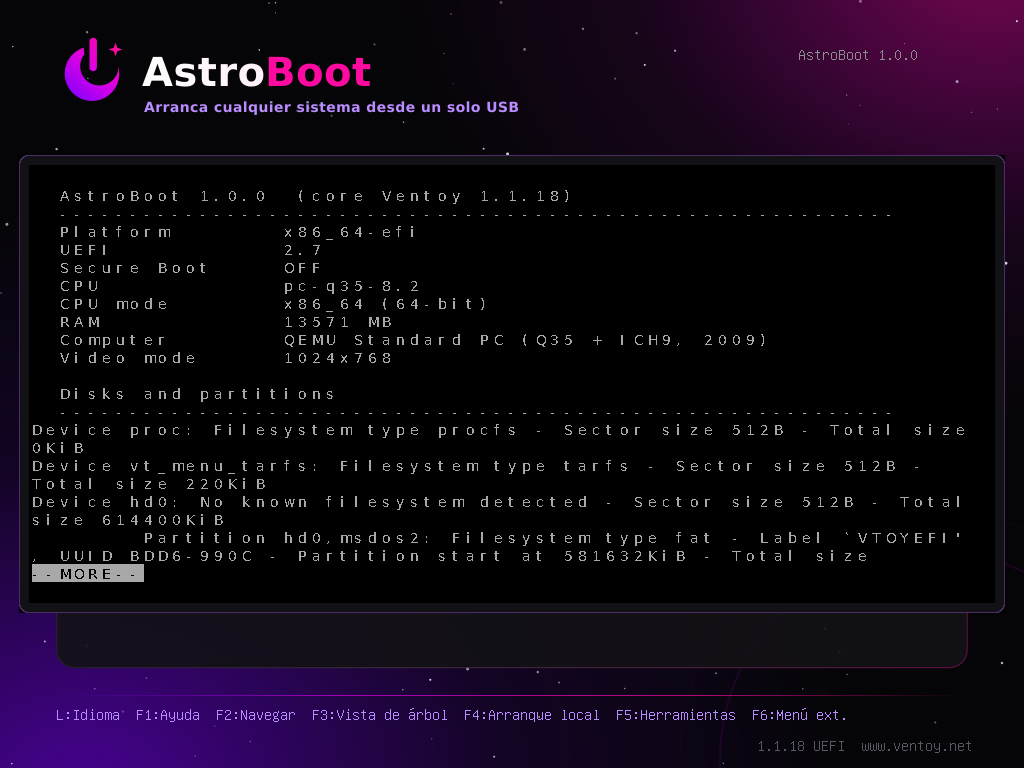 AstroBoot
Arranca cualquier sistema desde un solo USB
AstroBoot 1.0.0
AstroBoot 1.0.0 (core Ventoy 1.1.18)
------------------------------------------------------------
Platform x86_64-efi
UEFI 2.7
Secure Boot OFF
CPU pc-q35-8.2
CPU mode x86_64 (64-bit)
RAM 13571 MB
Computer QEMU Standard PC (Q35 + ICH9, 2009)
Video mode 1024x768
Disks and partitions
------------------------------------------------------------
Device proc: Filesystem type procfs - Sector size 512B - Total size
0KiB
Device vt_menu_tarfs: Filesystem type tarfs - Sector size 512B -
Total size 220KiB
Device hd0: No known filesystem detected - Sector size 512B - Total
size 614400KiB
Partition hd0,msdos2: Filesystem type fat - Label `VTOYEFI'
, UUID BDD6-990C - Partition start at 581632KiB - Total size
--MORE--
L:Idioma F1:Ayuda F2:Navegar F3:Vista de árbol F4:Arranque local F5:Herramientas F6:Menú ext.
1.1.18 UEFI www.ventoy.net